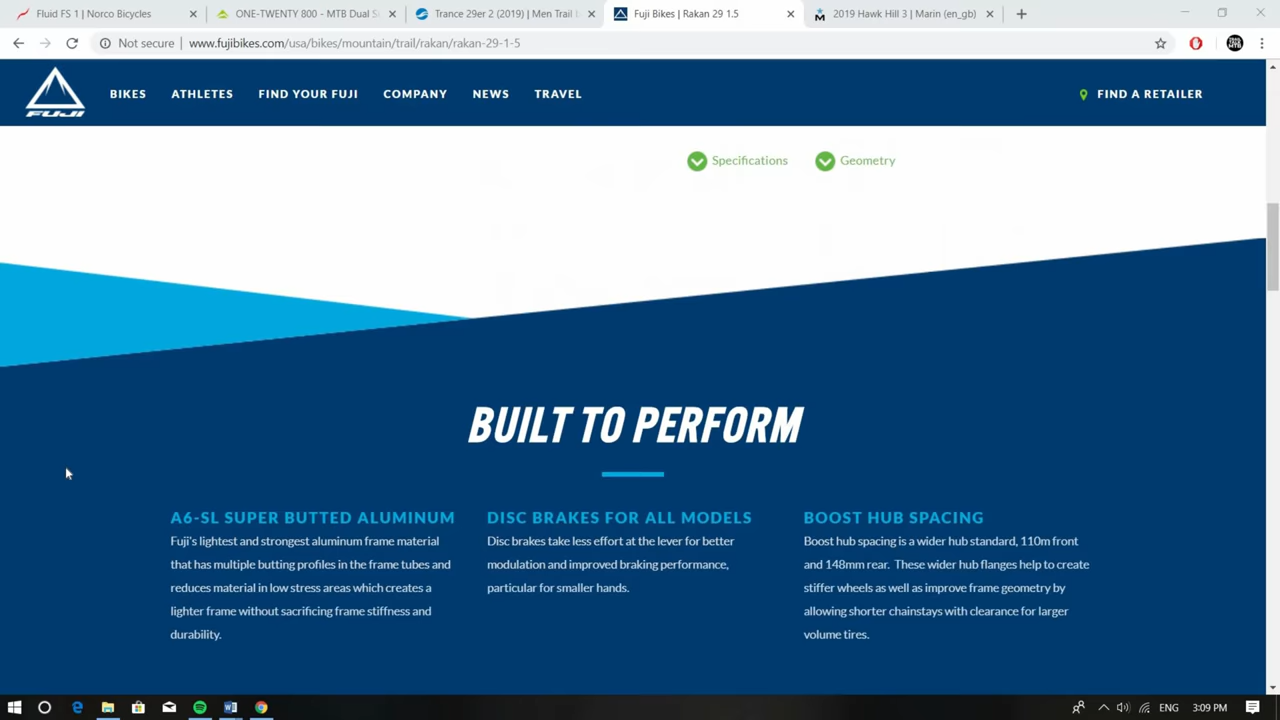 Fluid FS 1 | Norco Bicycles
ONE-TWENTY 800 - MTB Dual S
Trance 29er 2 (2019) | Men Trail b
Fuji Bikes | Rakan 29 1.5
2019 Hawk Hill 3 | Marin (en_gb)
Not secure
www.fujibikes.com/usa/bikes/mountain/trail/rakan/rakan-29-1-5
FUJI
BIKES
ATHLETES
FIND YOUR FUJI
COMPANY
NEWS
TRAVEL
FIND A RETAILER
Specifications
Geometry
BUILT TO PERFORM
A6-SL SUPER BUTTED ALUMINUM
Fuji's lightest and strongest aluminum frame material
that has multiple butting profiles in the frame tubes and
reduces material in low stress areas which creates a
lighter frame without sacrificing frame stiffness and
durability.
DISC BRAKES FOR ALL MODELS
Disc brakes take less effort at the lever for better
modulation and improved braking performance,
particular for smaller hands.
BOOST HUB SPACING
Boost hub spacing is a wider hub standard, 110m front
and 148mm rear. These wider hub flanges help to create
stiffer wheels as well as improve frame geometry by
allowing shorter chainstays with clearance for larger
volume tires.
ENG
3:09 PM